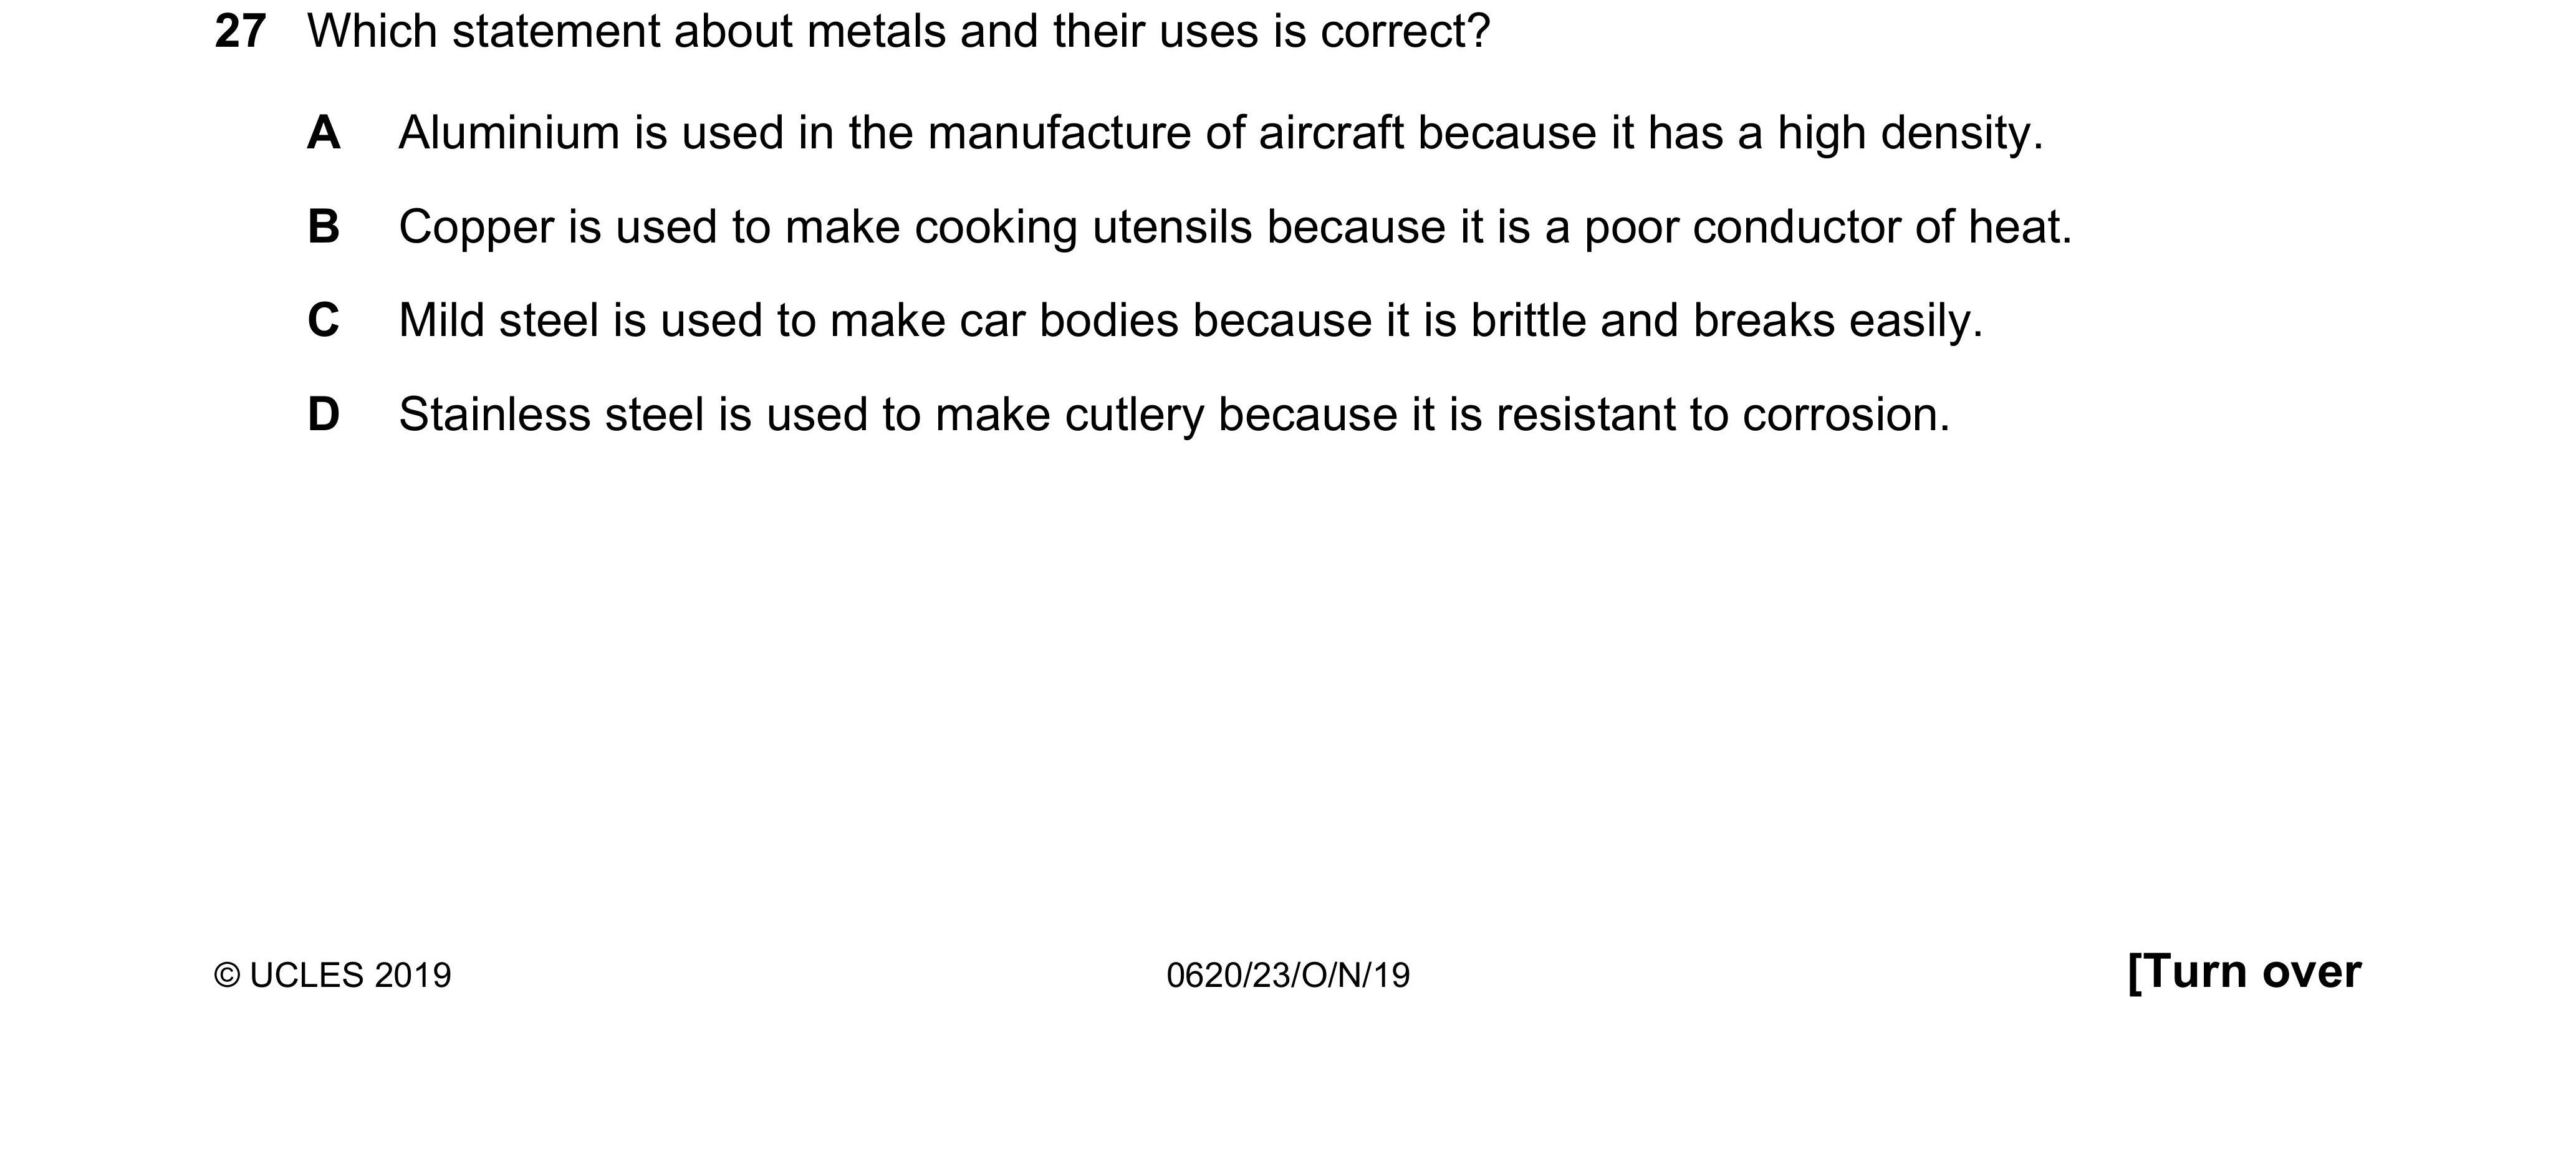 27 Which statement about metals and their uses is correct?
A Aluminium is used in the manufacture of aircraft because it has a high density.
B Copper is used to make cooking utensils because it is a poor conductor of heat.
C Mild steel is used to make car bodies because it is brittle and breaks easily.
D Stainless steel is used to make cutlery because it is resistant to corrosion.
© UCLES 2019 0620/23/O/N/19 [Turn over